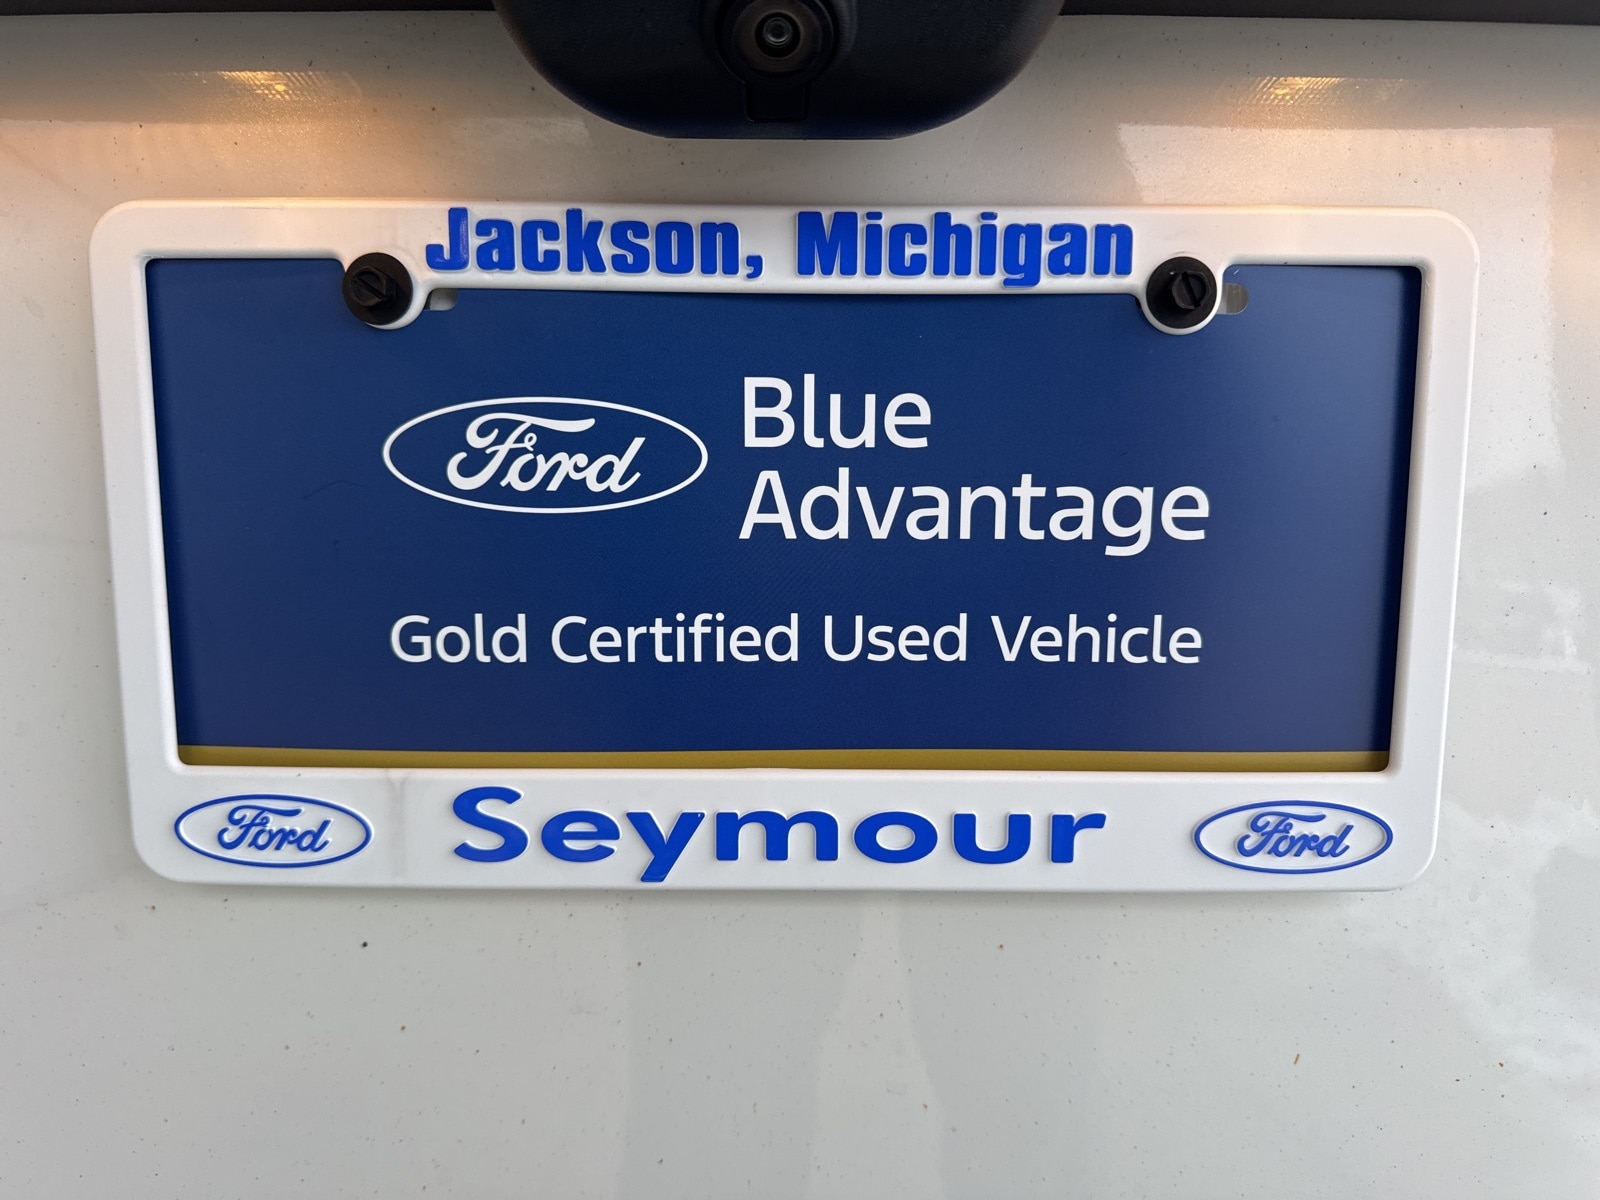 Jackson, Michigan
Ford
Blue
Advantage
Gold Certified Used Vehicle
Ford Seymour Ford